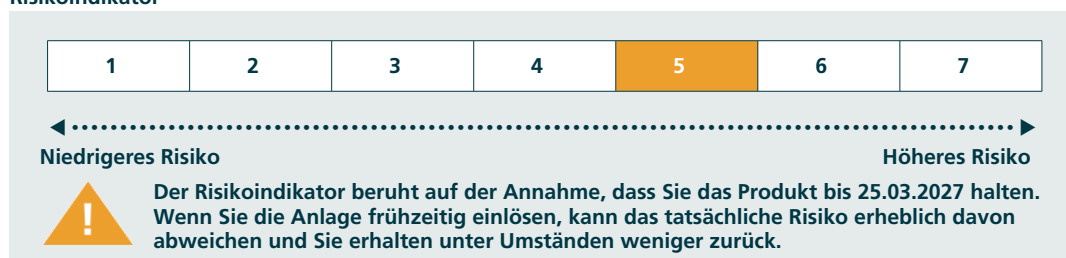 Risikoindikator
1 2 3 4 5 6 7
Niedrigeres Risiko Höheres Risiko
! Der Risikoindikator beruht auf der Annahme, dass Sie das Produkt bis 25.03.2027 halten.
Wenn Sie die Anlage frühzeitig einlösen, kann das tatsächliche Risiko erheblich davon
abweichen und Sie erhalten unter Umständen weniger zurück.